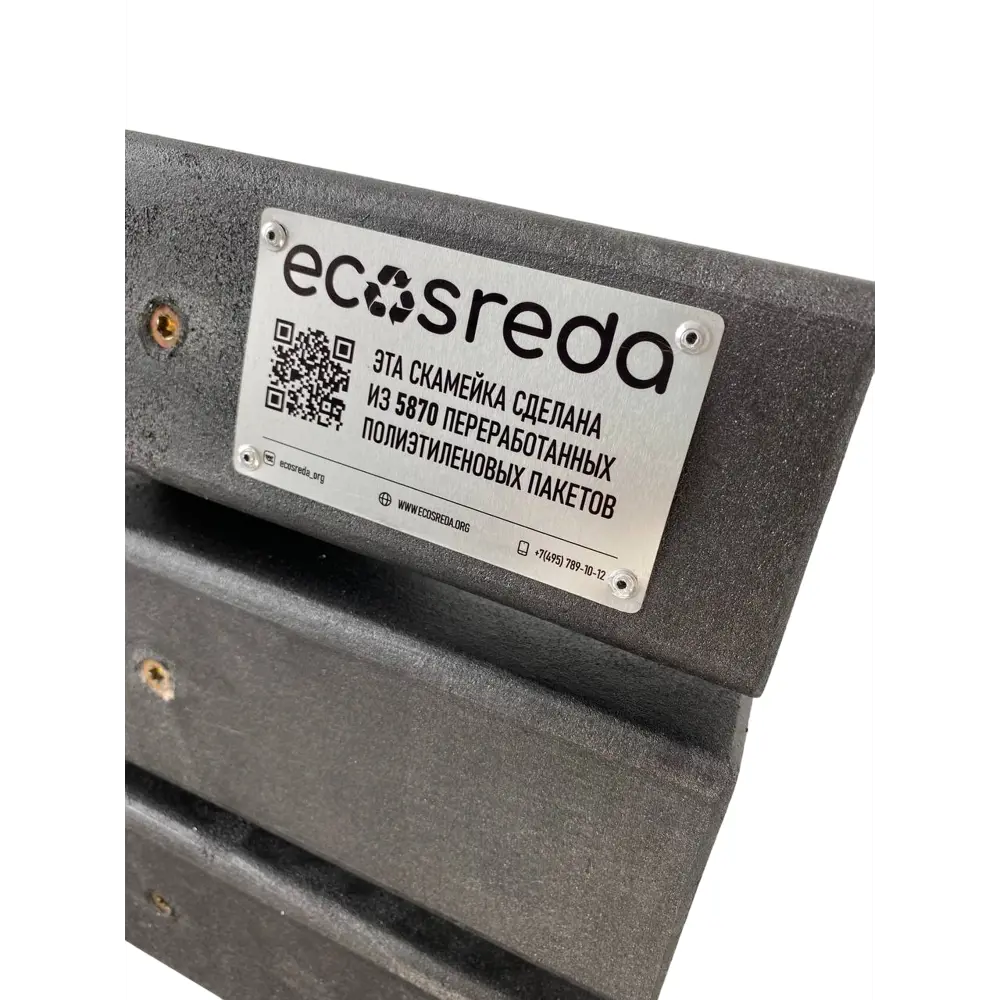 ecosreda
ЭТА СКАМЕЙКА СДЕЛАНА
ИЗ 5870 ПЕРЕРАБОТАННЫХ
ПОЛИЭТИЛЕНОВЫХ ПАКЕТОВ
ecosreda_org
WWW.ECOSREDA.ORG
+7(495) 789-10-12